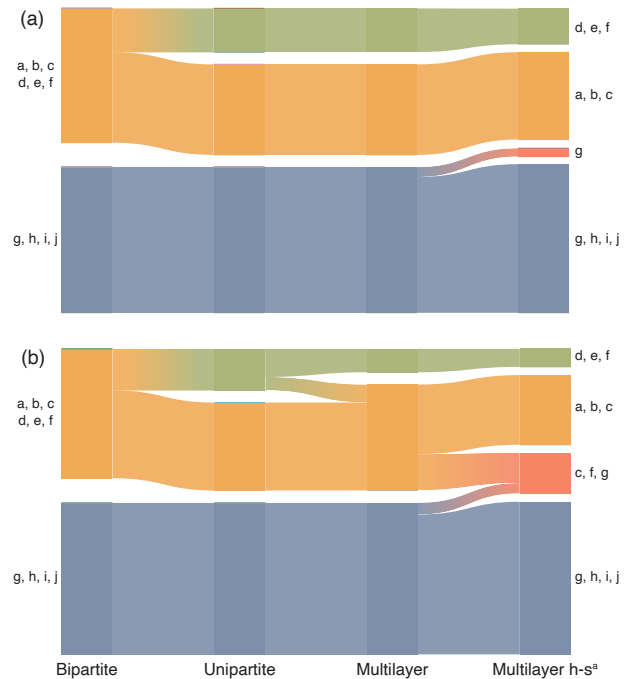 (a)
a, b, c
d, e, f
g, h, i, j
d, e, f
a, b, c
g
g, h, i, j
(b)
a, b, c
d, e, f
g, h, i, j
d, e, f
a, b, c
c, f, g
g, h, i, j
Bipartite Unipartite Multilayer Multilayer h-sᵃ